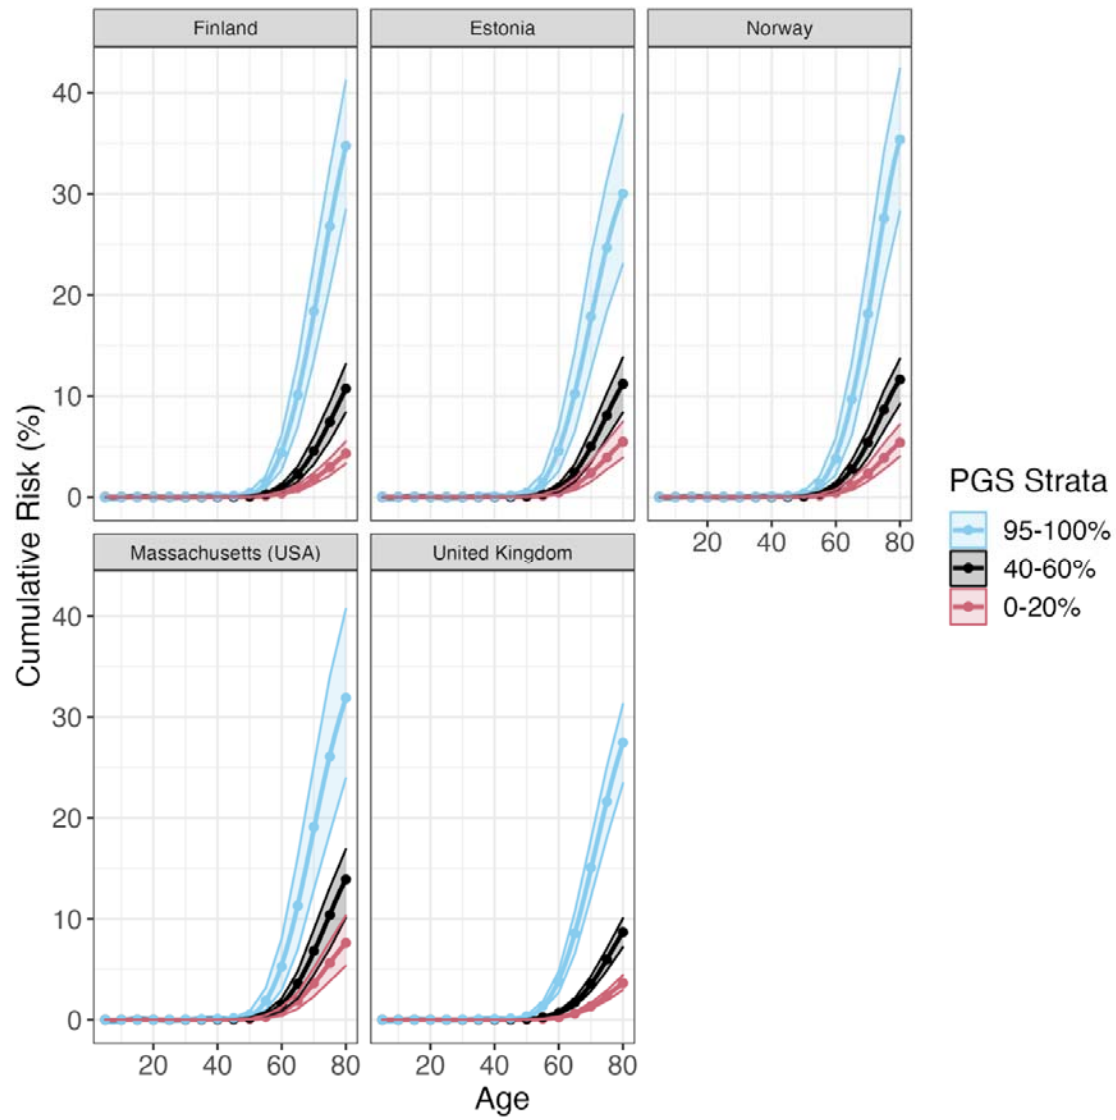 Finland Estonia Norway
40
30
20
10
0
20 40 60 80
Massachusetts (USA) United Kingdom
40
30
20
10
0
20 40 60 80 20 40 60 80
Cumulative Risk (%)
Age
PGS Strata
95-100%
40-60%
0-20%